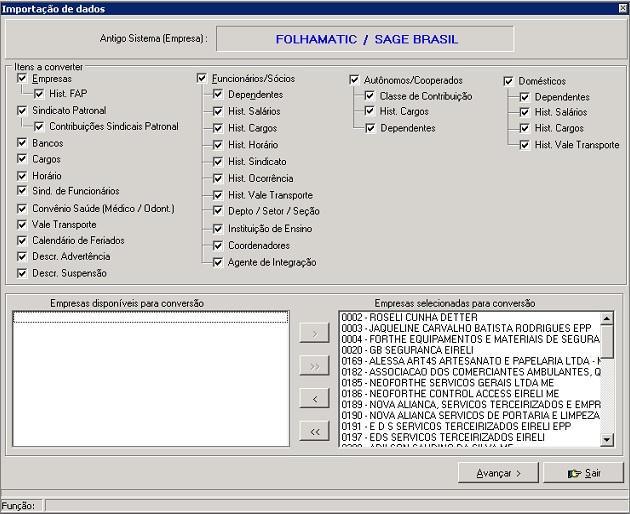 Importação de dados
Antigo Sistema (Empresa) : FOLHAMATIC / SAGE BRASIL
Itens a converter
Empresas
Hist. FAP
Sindicato Patronal
Contribuições Sindicais Patronal
Bancos
Cargos
Horário
Sind. de Funcionários
Convênio Saúde (Médico / Odont.)
Vale Transporte
Calendário de Feriados
Descr. Advertência
Descr. Suspensão
Funcionários/Sócios
Dependentes
Hist. Salários
Hist. Cargos
Hist. Horário
Hist. Sindicato
Hist. Ocorrência
Hist. Vale Transporte
Depto / Setor / Seção
Instituição de Ensino
Coordenadores
Agente de Integração
Autônomos/Cooperados
Classe de Contribuição
Hist. Cargos
Dependentes
Domésticos
Dependentes
Hist. Salários
Hist. Cargos
Hist. Vale Transporte
Empresas disponíveis para conversão
>
>>
<
<<
Empresas selecionadas para conversão
0002 - ROSELI CUNHA DETTER
0003 - JAQUELINE CARVALHO BATISTA RODRIGUES EPP
0004 - FORTHE EQUIPAMENTOS E MATERIAIS DE SEGURA
0020 - GB SEGURANCA EIRELI
0169 - ALESSA ART4S ARTESANATO E PAPELARIA LTDA -
0182 - ASSOCIACAO DOS COMERCIANTES AMBULANTES,
0185 - NEOFORTHE SERVICOS GERAIS LTDA ME
0186 - NEOFORTHE CONTROL ACCESS EIRELI ME
0189 - NOVA ALIANCA, SERVICOS TERCEIRIZADOS E EMPR
0190 - NOVA ALIANCA SERVICOS DE PORTARIA E LIMPEZA
0191 - E D S SERVICOS TERCEIRIZADOS EIRELI EPP
0197 - EDS SERVICOS TERCEIRIZADOS EIRELI
Avançar >
Sair
Função: